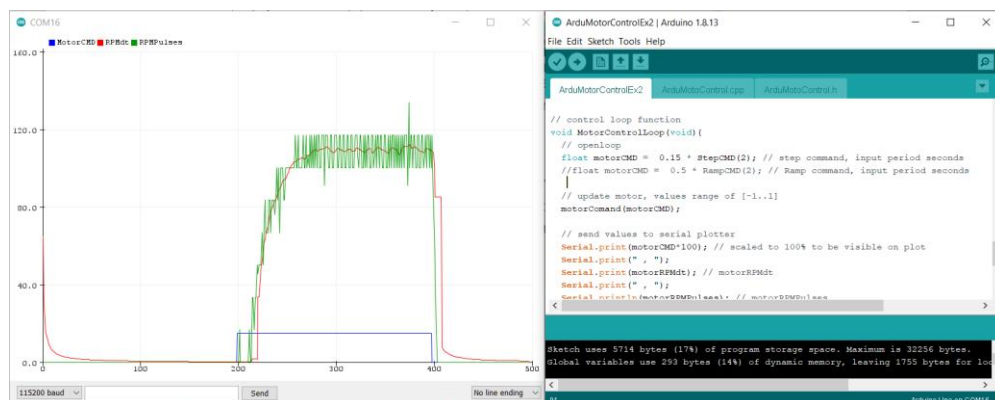 COM16
MotorCMD RPMdt RPMPulses
160.0
120.0
80.0
40.0
0.0
0 100 200 300 400 500
115200 baud Send No line ending
ArduMotorControlEx2 | Arduino 1.8.13
File Edit Sketch Tools Help
ArduMotorControlEx2 ArduMotoControl.cpp ArduMotaControl.h
// control loop function
void MotorControlLoop(void){
// openloop
float motorCMD = 0.15 * StepCMD(2); // step command, input period seconds
//float motorCMD = 0.5 * RampCMD(2); // Ramp command, input period seconds
// update motor, values range of [-1..1]
motorComand(motorCMD);
// send values to serial plotter
Serial.print(motorCMD*100); // scaled to 100% to be visible on plot
Serial.print(" , ");
Serial.print(motorRPMdt); // motorRPMdt
Serial.print(" , ");
Serial.println(motorRPMPulses); // motorRPMPulses
Sketch uses 5714 bytes (17%) of program storage space. Maximum is 32256 bytes.
Global variables use 293 bytes (14%) of dynamic memory, leaving 1755 bytes for loc